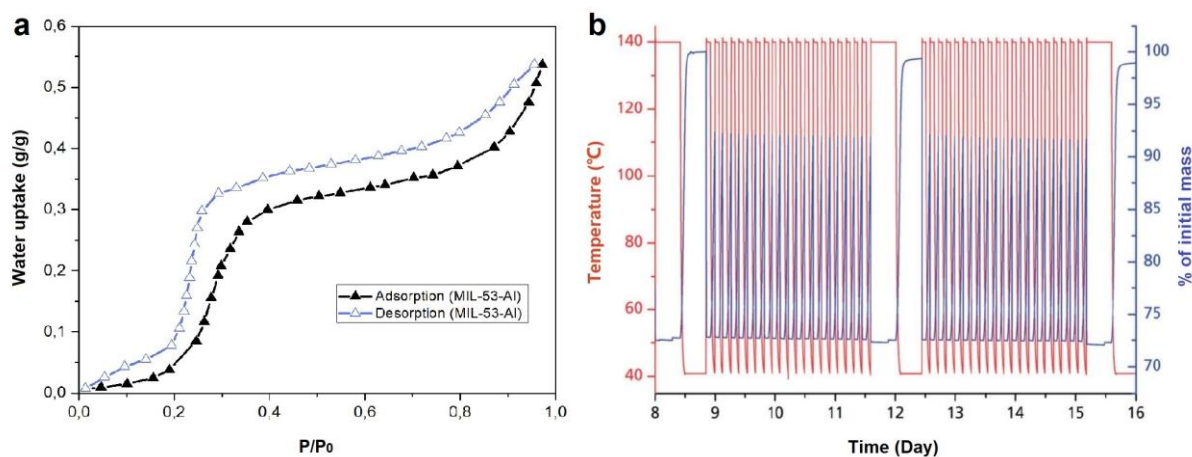 a
0,6
0,5
0,4
0,3
0,2
0,1
0,0
Water uptake (g/g)
Adsorption (MIL-53-Al)
Desorption (MIL-53-Al)
0,0 0,2 0,4 0,6 0,8 1,0
P/P₀
b
140
120
100
80
60
40
Temperature (℃)
100
95
90
85
80
75
70
% of initial mass
8 9 10 11 12 13 14 15 16
Time (Day)